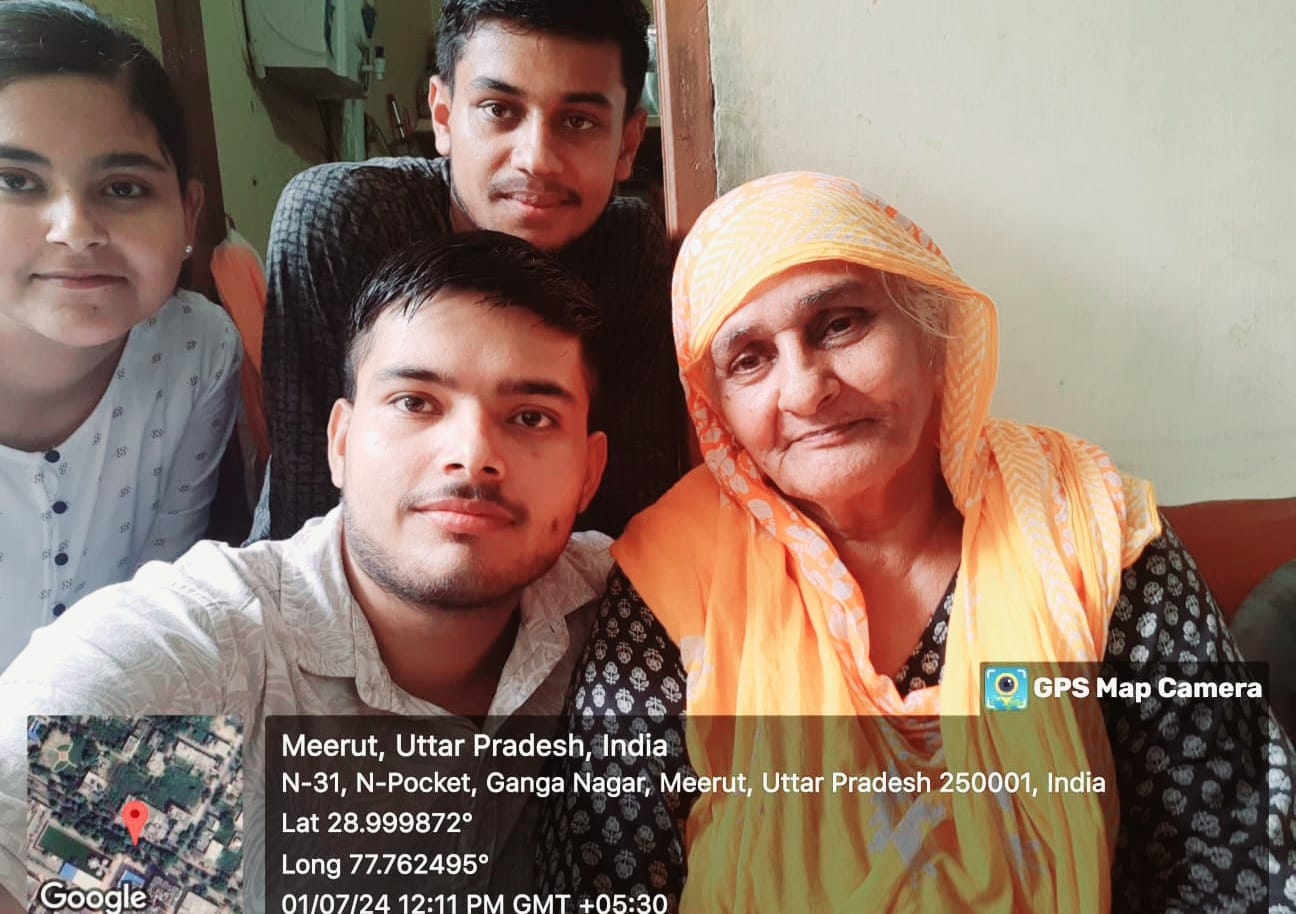 GPS Map Camera
Meerut, Uttar Pradesh, India
N-31, N-Pocket, Ganga Nagar, Meerut, Uttar Pradesh 250001, India
Lat 28.999872°
Long 77.762495°
01/07/24 12:11 PM GMT +05:30
Google